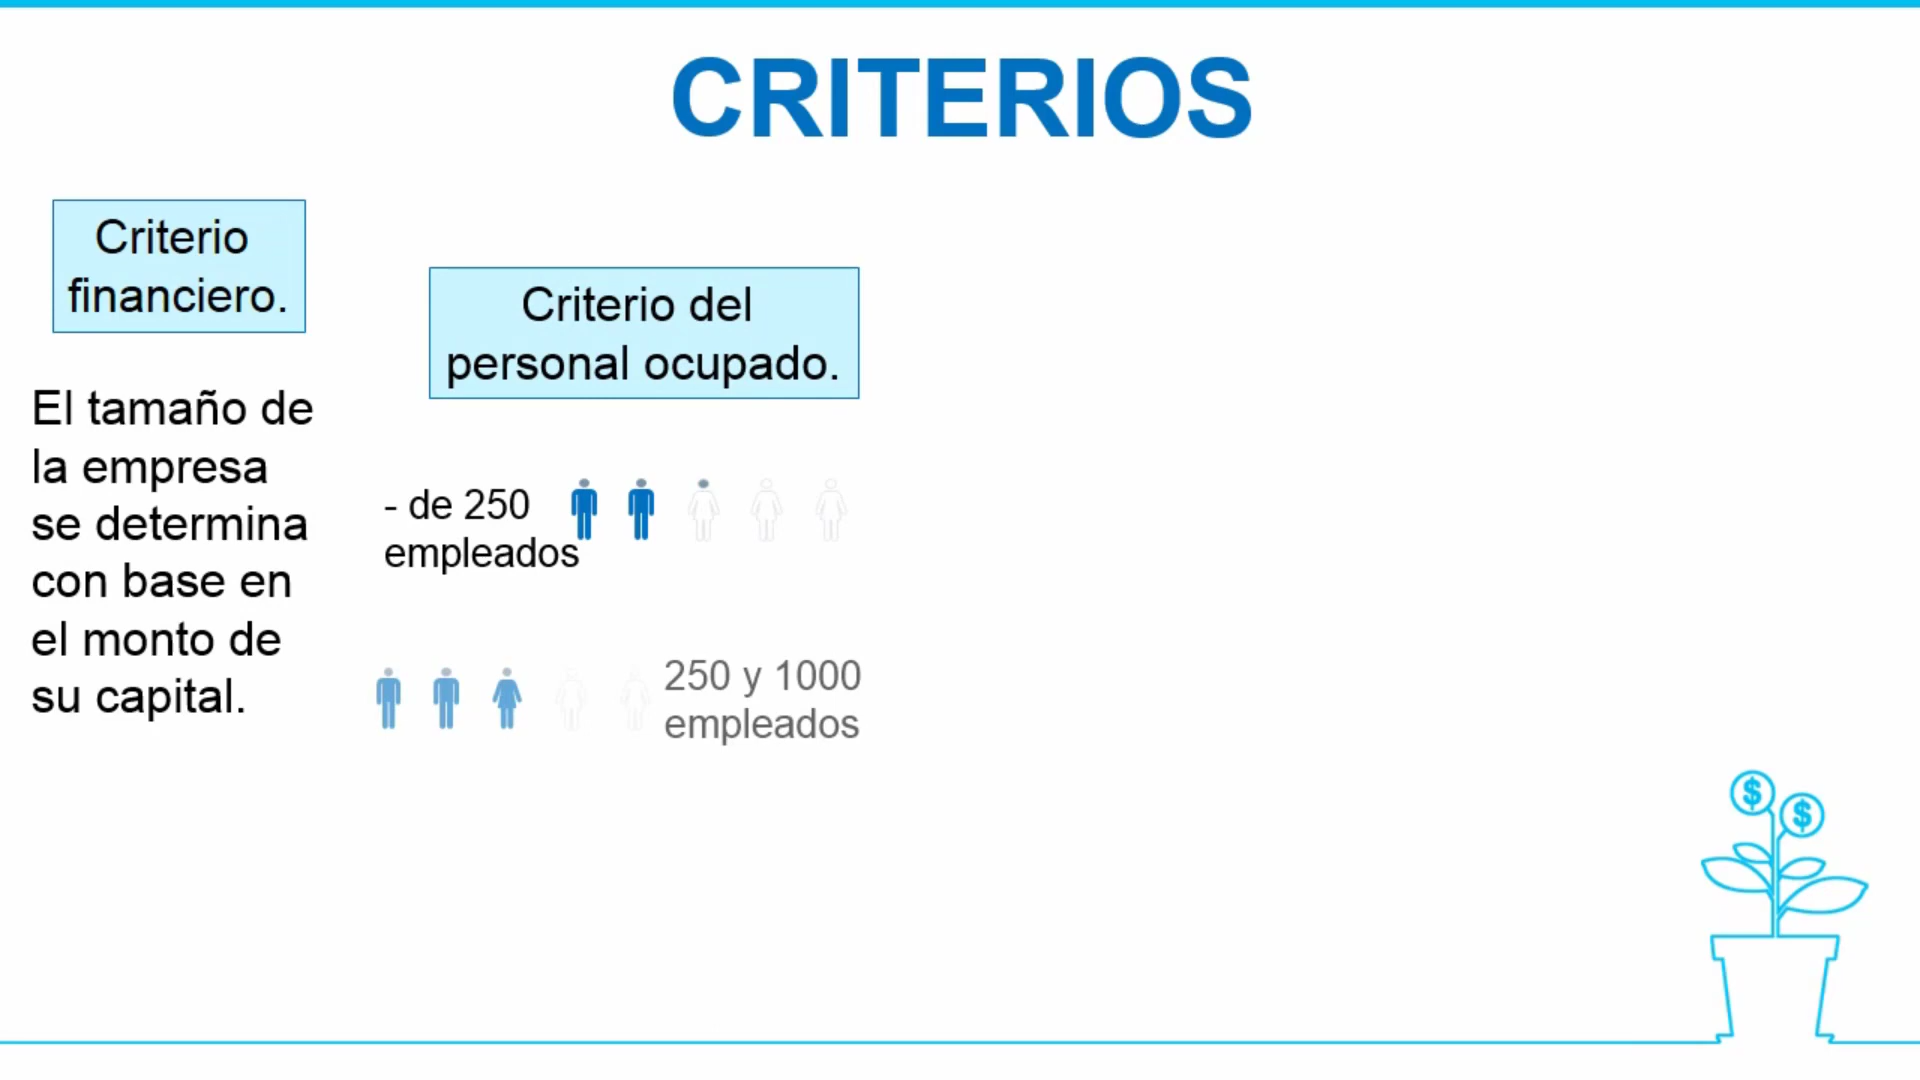 CRITERIOS
Criterio
financiero.
El tamaño de
la empresa
se determina
con base en
el monto de
su capital.
Criterio del
personal ocupado.
- de 250
empleados
250 y 1000
empleados
$
$